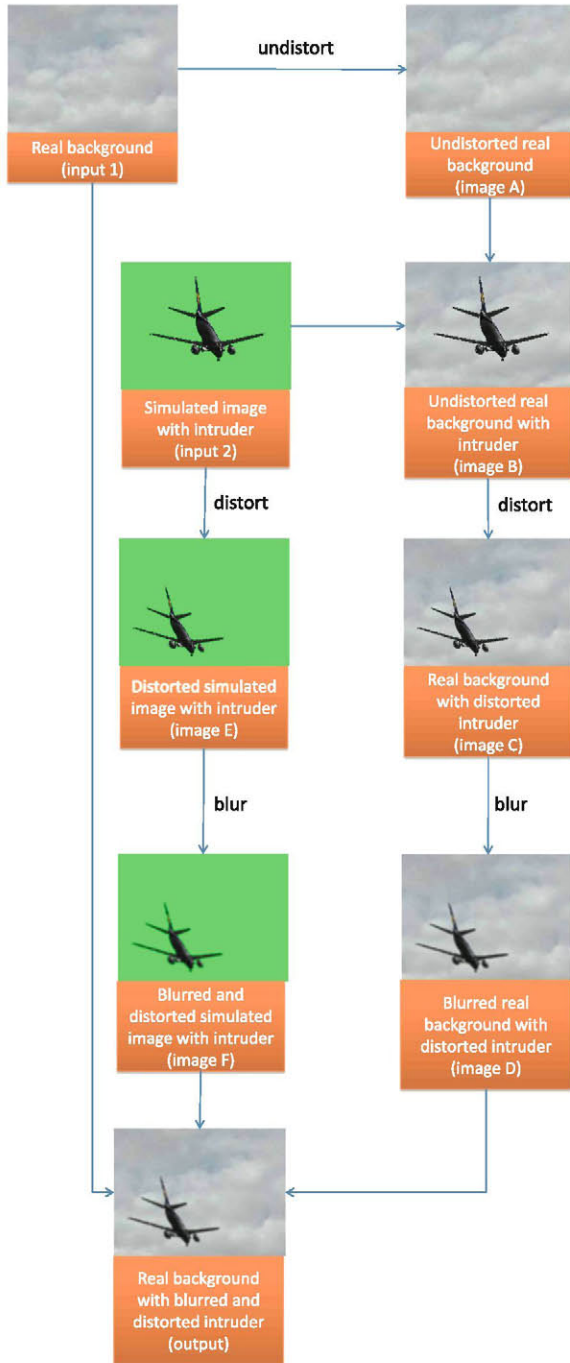 undistort
Real background
(input 1)
Undistorted real
background
(image A)
Simulated image
with intruder
(input 2)
Undistorted real
background with
intruder
(image B)
distort
distort
Distorted simulated
image with intruder
(image E)
Real background
with distorted
intruder
(image C)
blur
blur
Blurred and
distorted simulated
image with intruder
(image F)
Blurred real
background with
distorted intruder
(image D)
Real background
with blurred and
distorted intruder
(output)